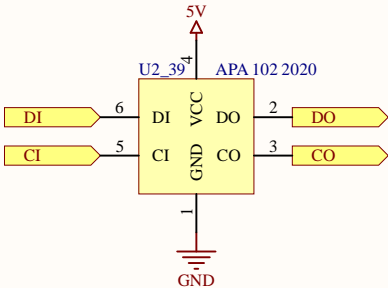 5V
4
U2_39 APA 102 2020
DI 6 DI VCC DO 2 DO
CI 5 CI GND CO 3 CO
1
GND